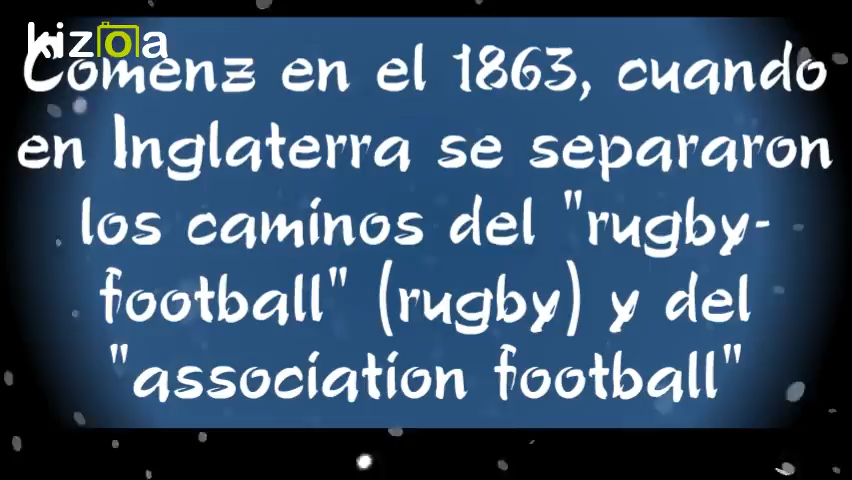 kizoa
Comenz en el 1863, cuando
en Inglaterra se separaron
los caminos del "rugby-
football" (rugby) y del
"association football"